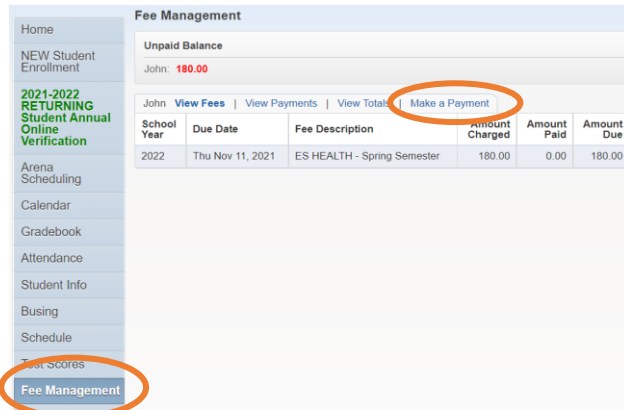 Home
NEW Student
Enrollment
2021-2022
RETURNING
Student Annual
Online
Verification
Arena
Scheduling
Calendar
Gradebook
Attendance
Student Info
Busing
Schedule
Test Scores
Fee Management
Fee Management
Unpaid Balance
John: 180.00
John View Fees | View Payments | View Totals | Make a Payment
School Year Due Date Fee Description Amount Charged Amount Paid Amount Due
2022 Thu Nov 11, 2021 ES HEALTH - Spring Semester 180.00 0.00 180.00